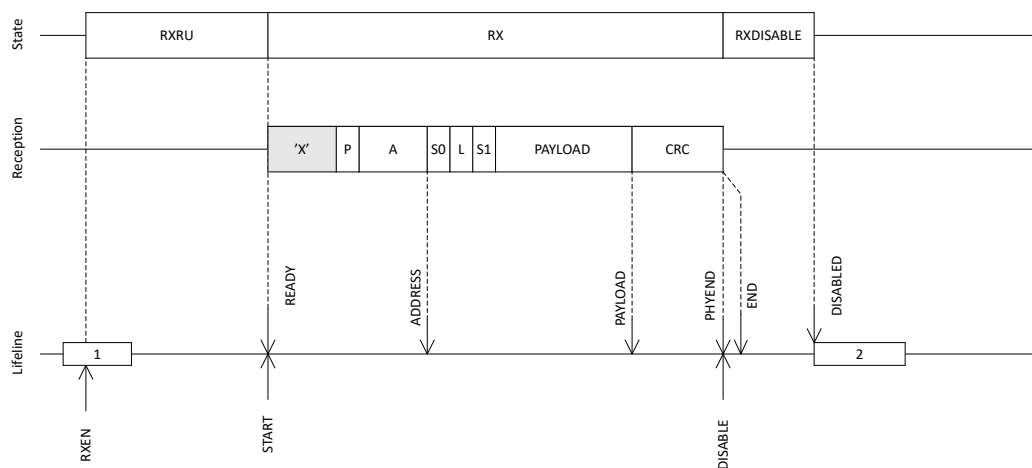 State
RXRU
RX
RXDISABLE
Reception
’X’
P
A
S0
L
S1
PAYLOAD
CRC
READY
ADDRESS
PAYLOAD
PHYEND
END
DISABLED
Lifeline
1
2
RXEN
START
DISABLE